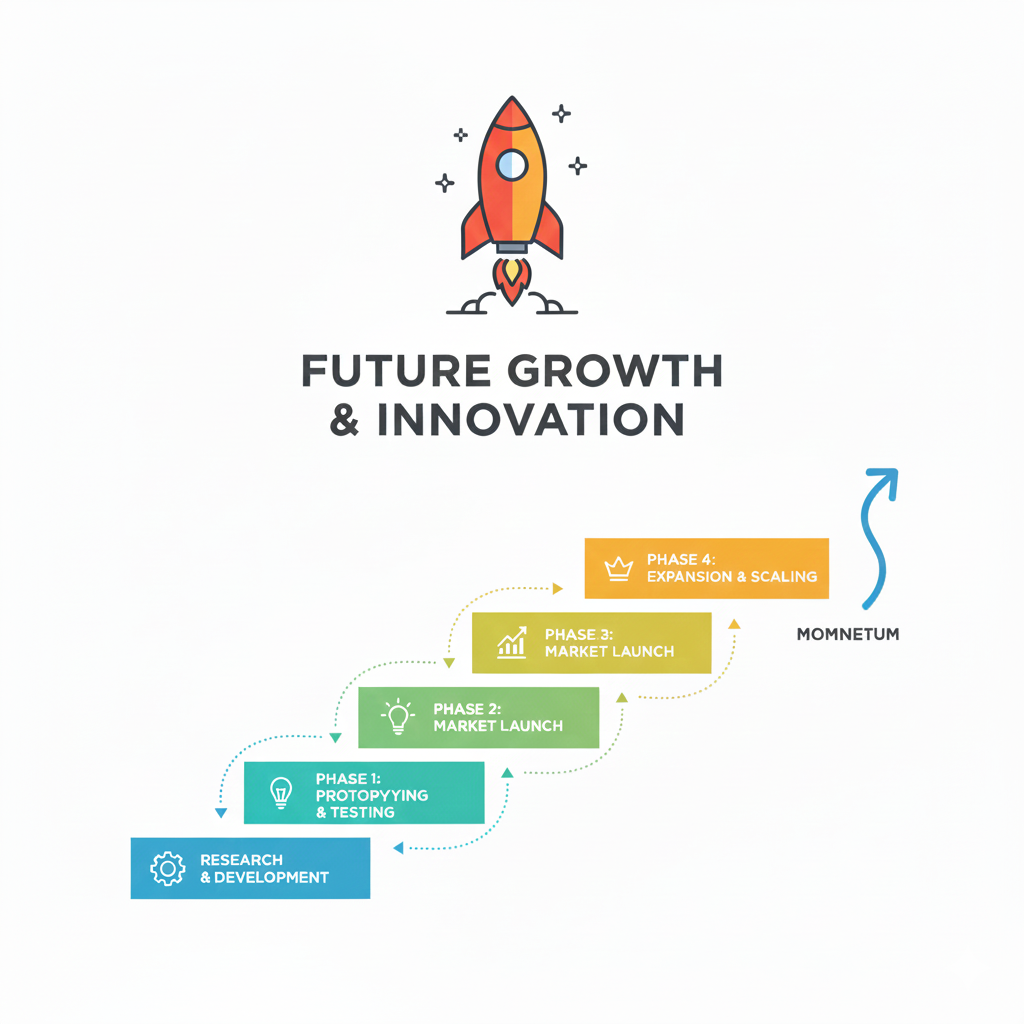 FUTURE GROWTH
& INNOVATION
PHASE 4:
EXPANSION & SCALING
MOMNETUM
PHASE 3:
MARKET LAUNCH
PHASE 2:
MARKET LAUNCH
PHASE 1:
PROTOPYYING
& TESTING
RESEARCH
& DEVELOPMENT